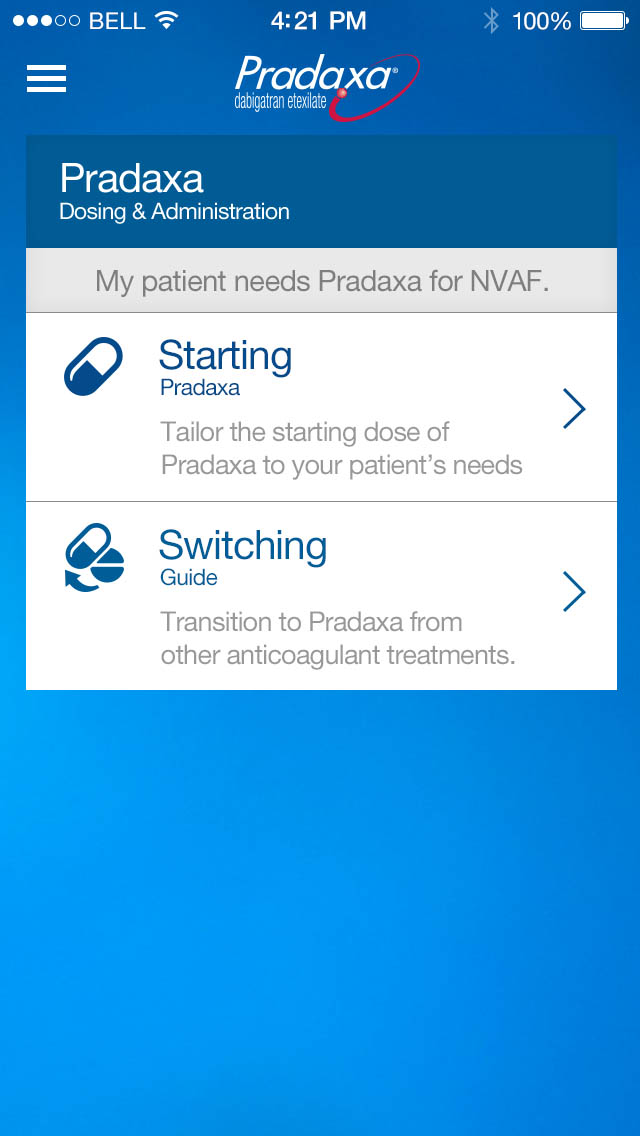 BELL 4:21 PM 100%
Pradaxa®
dabigatran etexilate
Pradaxa
Dosing & Administration
My patient needs Pradaxa for NVAF.
Starting
Pradaxa
Tailor the starting dose of
Pradaxa to your patient’s needs
Switching
Guide
Transition to Pradaxa from
other anticoagulant treatments.